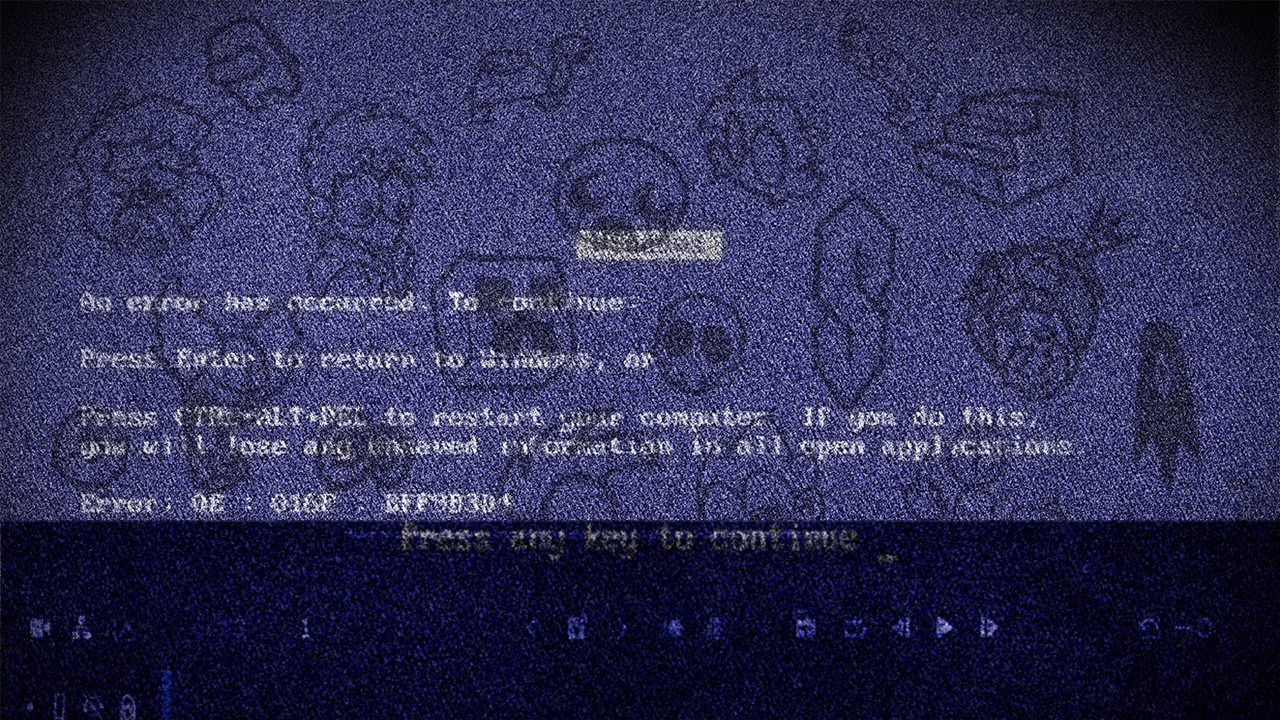 An error has occurred. To continue:
Press Enter to return to Windows, or
Press CTRL+ALT+DEL to restart your computer. If you do this,
you will lose any unsaved information in all open applications.
Error: 0E : 016F : BFF9B3D4
Press any key to continue _
1